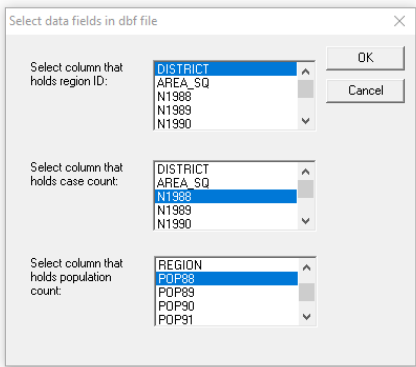 Select data fields in dbf file
OK
Cancel
Select column that
holds region ID:
DISTRICT
AREA_SQ
N1988
N1989
N1990
Select column that
holds case count:
DISTRICT
AREA_SQ
N1988
N1989
N1990
Select column that
holds population
count:
REGION
POP88
POP89
POP90
POP91